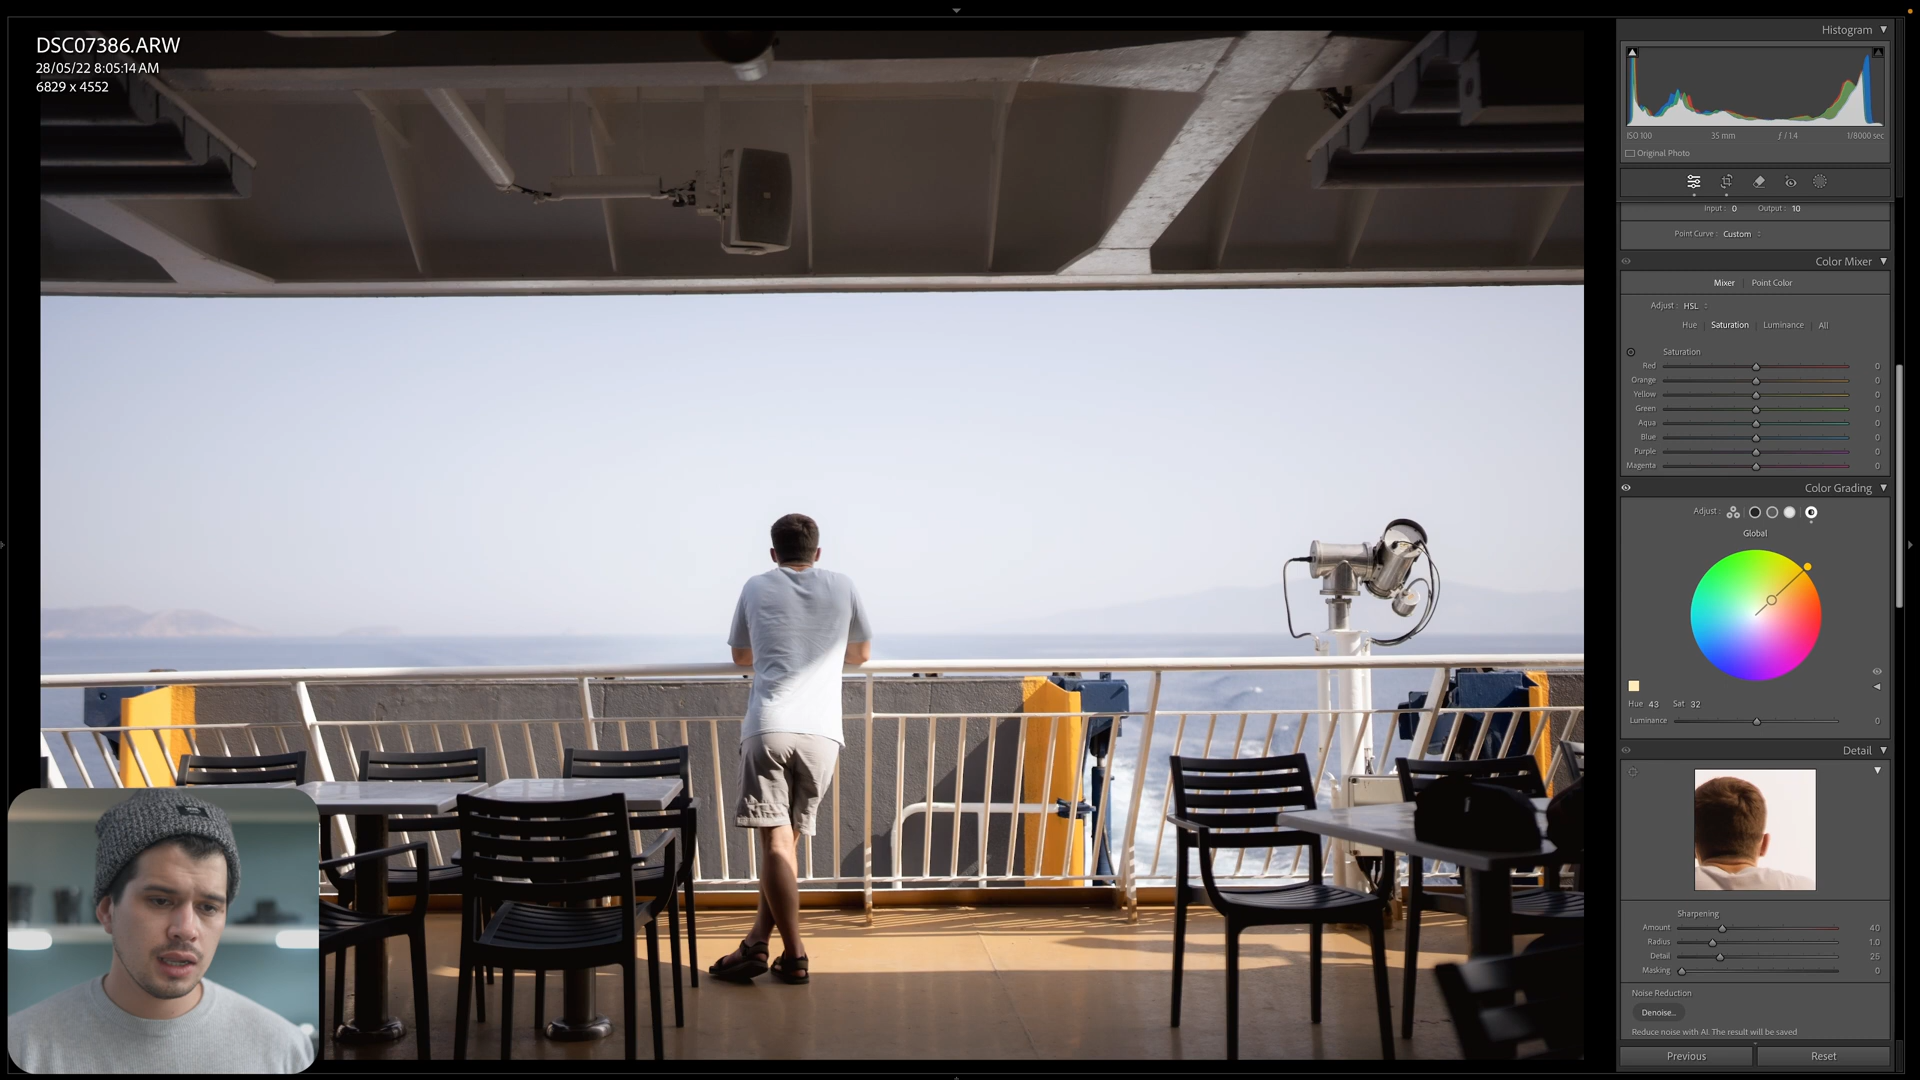 DSC07386.ARW
28/05/22 8:05:14 AM
6829 x 4552
Histogram
ISO 100 35 mm ƒ / 1.4 1/8000 sec
Original Photo
Input : 0 Output : 10
Point Curve : Custom
Color Mixer
Mixer Point Color
Adjust : HSL
Hue Saturation Luminance All
Saturation
Red 0
Orange 0
Yellow 0
Green 0
Aqua 0
Blue 0
Purple 0
Magenta 0
Color Grading
Adjust :
Global
Hue 43 Sat 32
Luminance 0
Detail
Sharpening
Amount 40
Radius 1.0
Detail 25
Masking 0
Noise Reduction
Denoise...
Reduce noise with AI. The result will be saved
Previous Reset